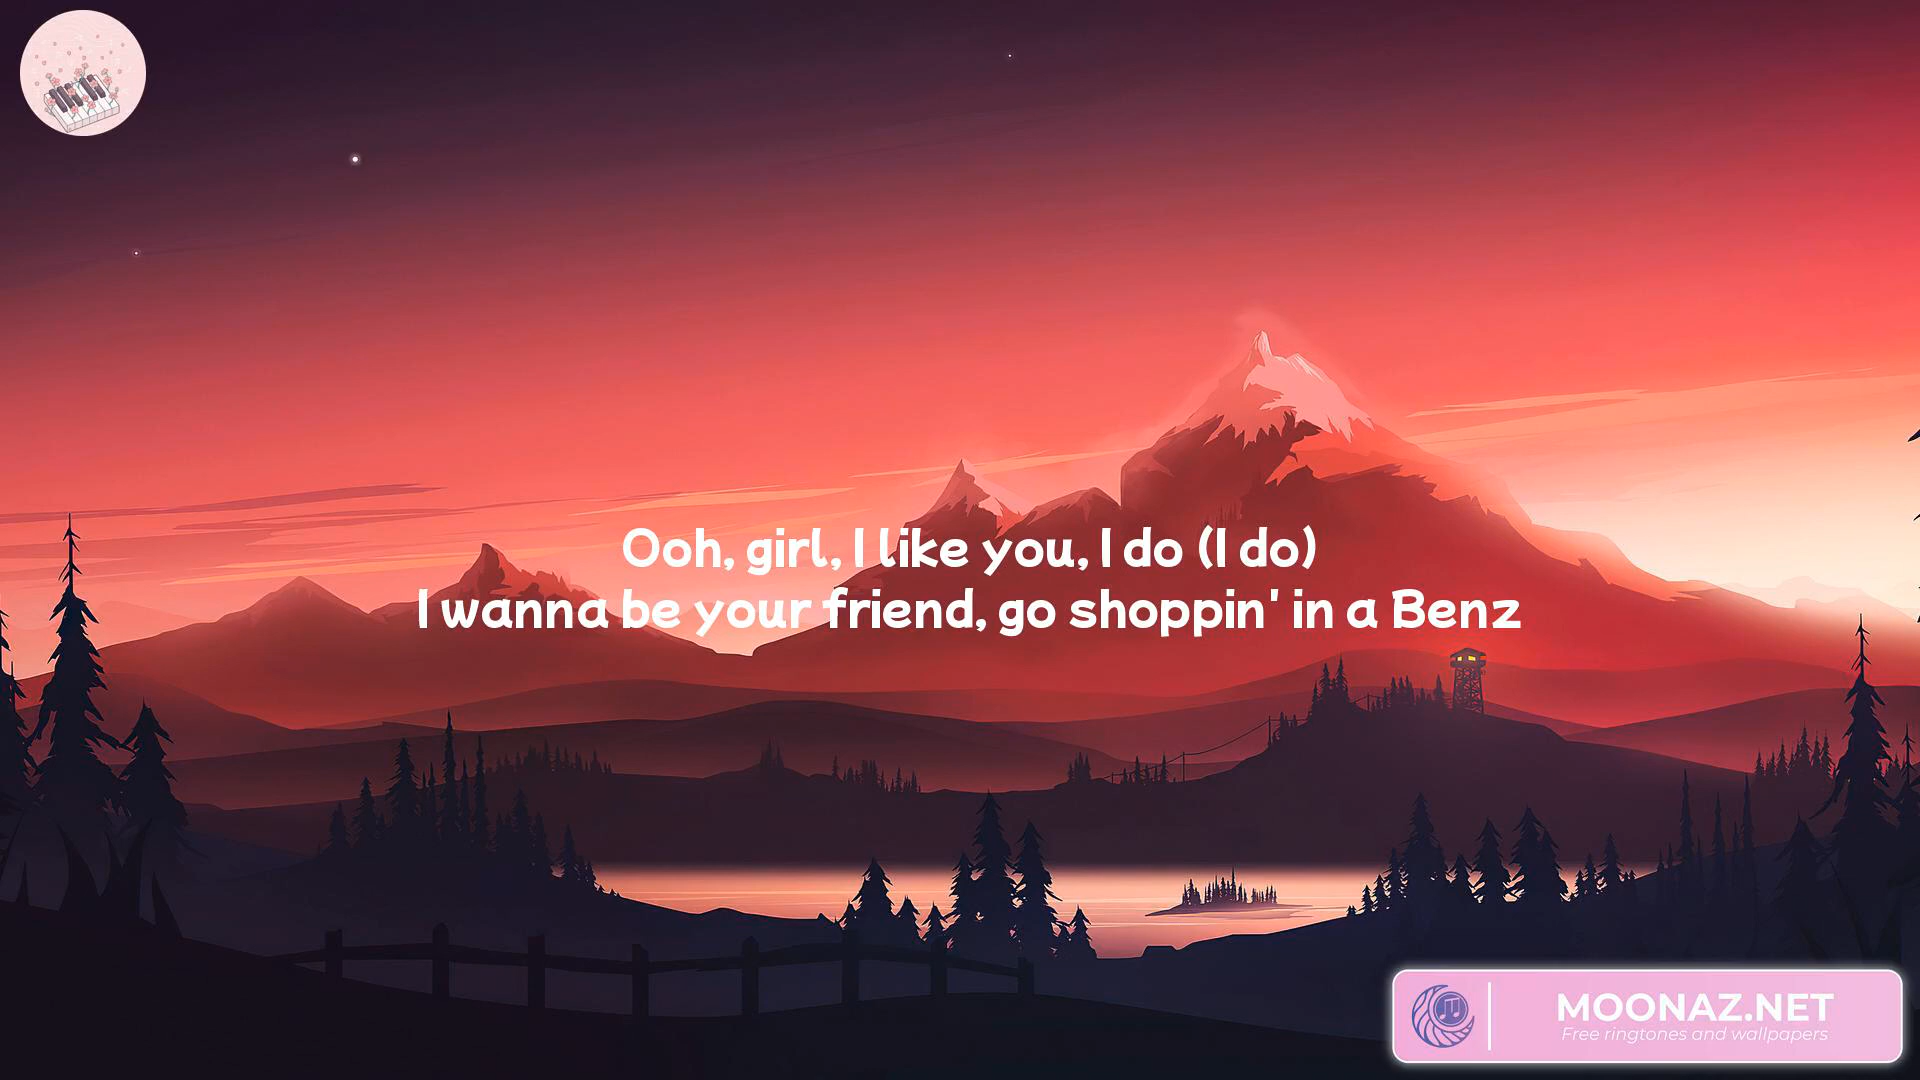 Ooh, girl, I like you, I do (I do)
I wanna be your friend, go shoppin' in a Benz
MOONAZ.NET
Free ringtones and wallpapers